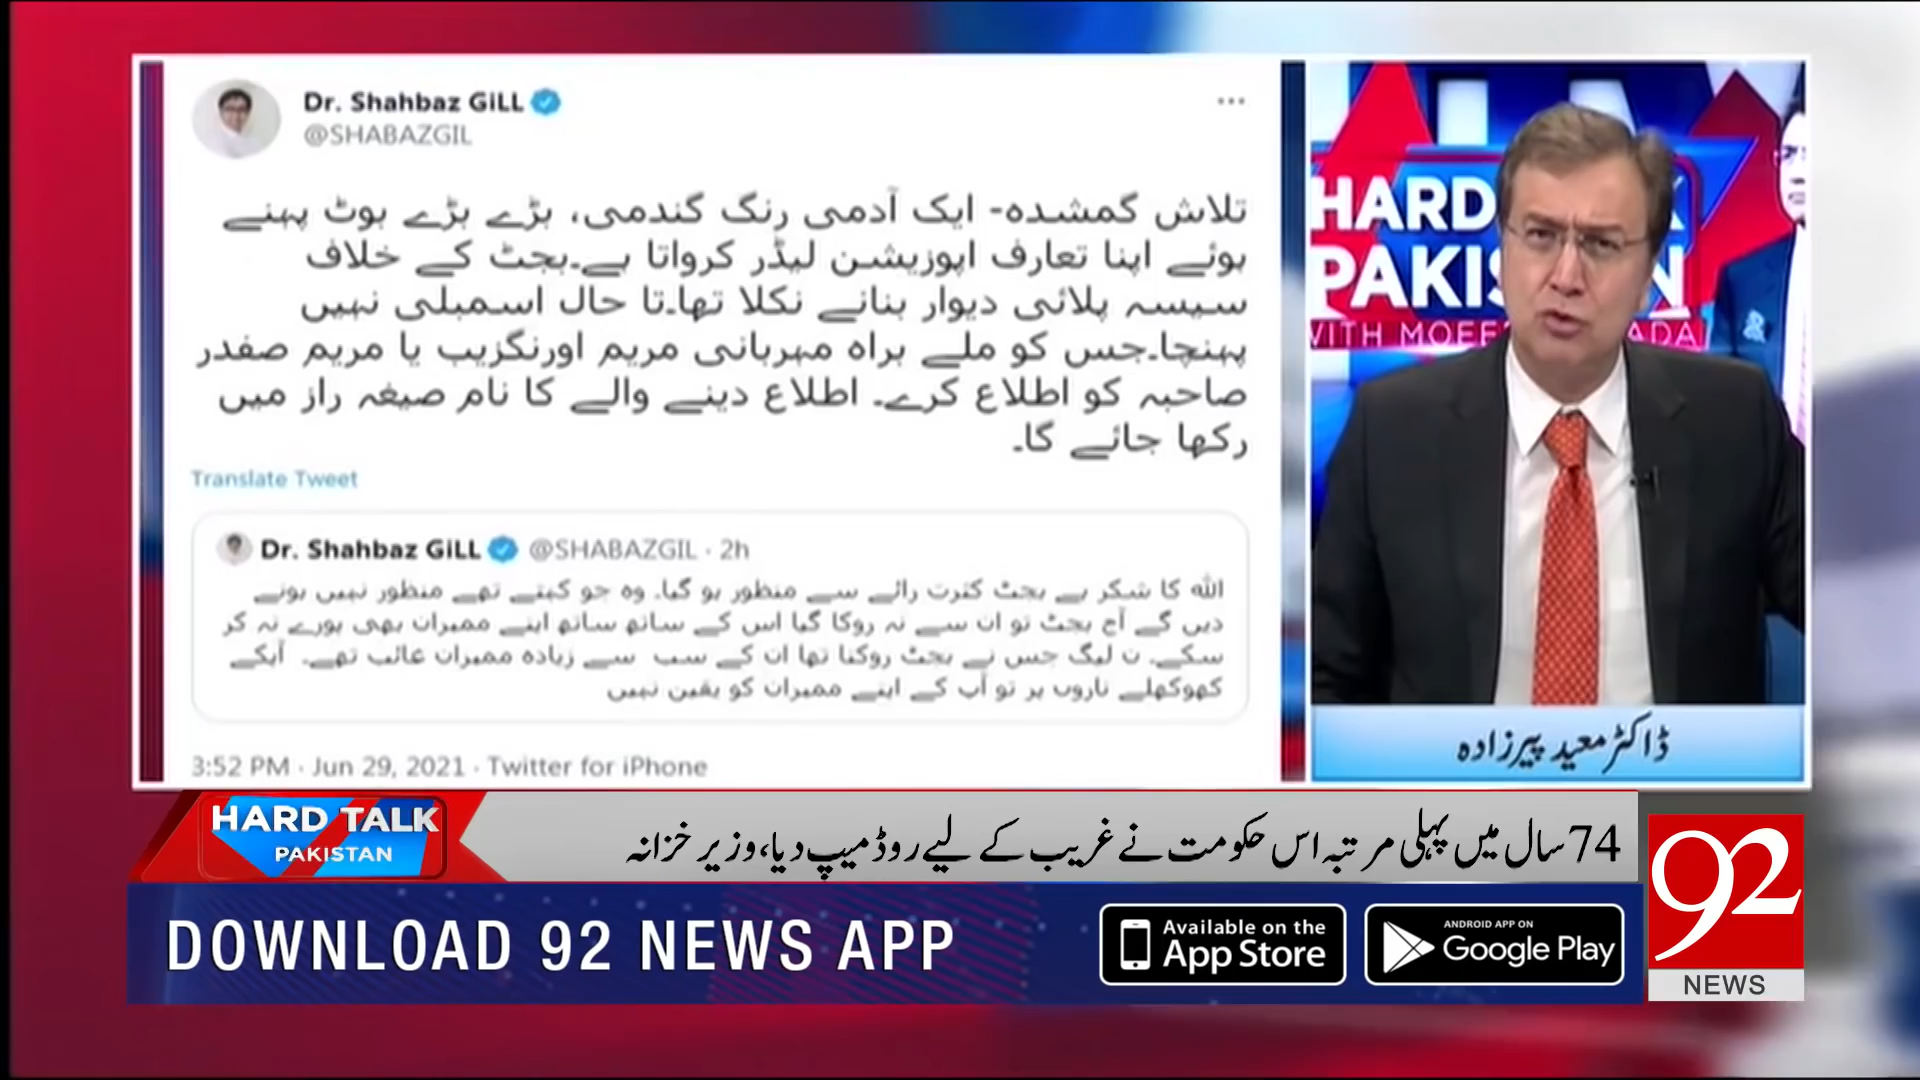 Dr. Shahbaz GiLL
@SHABAZGIL
تلاش گمشدہ- ایک آدمی رنگ گندمی، بڑے بڑے بوٹ پہنے
ہوئے اپنا تعارف اپوزیشن لیڈر کرواتا ہے۔بجٹ کے خلاف
سیسہ پلائی دیوار بنانے نکلا تھا۔تا حال اسمبلی نہیں
پہنچا۔جس کو ملے براہ مہربانی مریم اورنگزیب یا مریم صفدر
صاحبہ کو اطلاع کرے۔ اطلاع دینے والے کا نام صیغہ راز میں
رکھا جائے گا۔
Translate Tweet
Dr. Shahbaz GiLL @SHABAZGIL · 2h
اللہ کا شکر ہے بجٹ کثرت رائے سے منظور ہو گیا۔ وہ جو کہتے تھے منظور نہیں ہونے
دیں گے آج بجٹ تو ان سے نہ روکا گیا اس کے ساتھ ساتھ اپنے ممبران بھی پورے نہ کر
سکے۔ ن لیگ جس نے بجٹ روکنا تھا ان کے سب سے زیادہ ممبران غائب تھے۔ آپکے
کھوکھلے ناروں پر تو آپ کے اپنے ممبران کو یقین نہیں
3:52 PM · Jun 29, 2021 · Twitter for iPhone
HARD
PAKIS
WITH MOEE
ADA
ڈاکٹر معید پیرزادہ
HARD TALK
PAKISTAN
74 سال میں پہلی مرتبہ اس حکومت نے غریب کے لیے روڈ میپ دیا، وزیر خزانہ
DOWNLOAD 92 NEWS APP
Available on the
App Store
ANDROID APP ON
Google Play
92
NEWS